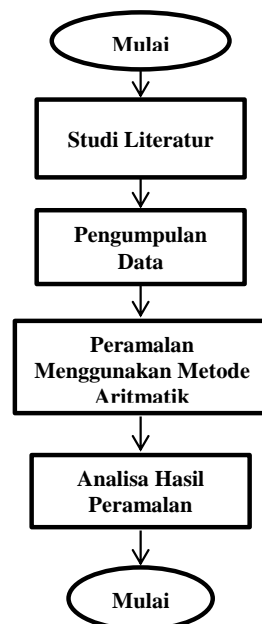 Mulai
Studi Literatur
Pengumpulan
Data
Peramalan
Menggunakan Metode
Aritmatik
Analisa Hasil
Peramalan
Mulai